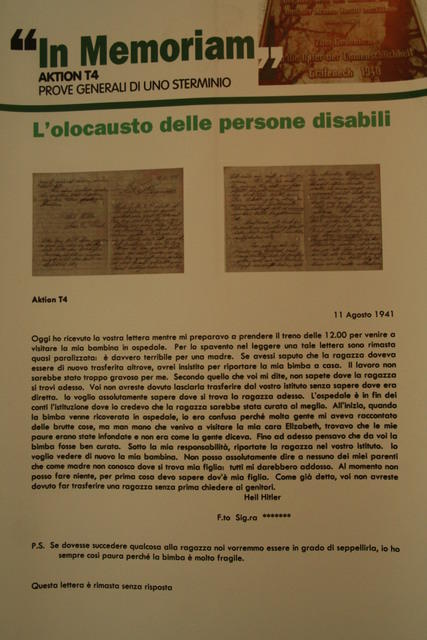 “In Memoriam„
AKTION T4
PROVE GENERALI DI UNO STERMINIO
Grafeneck 1940
L'olocausto delle persone disabili
Aktion T4
11 Agosto 1941
Oggi ho ricevuto la vostra lettera mentre mi preparavo a prendere il treno delle 12.00 per venire a
visitare la mia bambina in ospedale. Per lo spavento nel leggere una tale lettera sono rimasta
quasi paralizzata: è davvero terribile per una madre. Se avessi saputo che la ragazza doveva
essere di nuovo trasferita altrove, avrei insistito per riportare la mia bimba a casa. Il lavoro non
sarebbe stato troppo gravoso per me. Secondo quello che voi mi dite, non sapete dove la ragazza
si trovi adesso. Voi non avreste dovuto lasciarla trasferire dal vostro istituto senza sapere dove era
diretta. Io voglio assolutamente sapere dove si trova la ragazza adesso. L'ospedale è in fin dei
conti l'istituzione dove io credevo che la ragazza sarebbe stata curata al meglio. All'inizio, quando
la bimba venne ricoverata in ospedale, io ero confusa perché molta gente mi aveva raccontato
delle brutte cose, ma man mano che venivo a visitare la mia cara Elizabeth, trovavo che le mie
paure erano state infondate e non era come la gente diceva. Fino ad adesso pensavo che da voi la
bimba fosse ben curata. Sotto la mia responsabilità, riportate la ragazza nel vostro istituto. Io
voglio vedere di nuovo la mia bambina. Non posso assolutamente dire a nessuno dei miei parenti
che come madre non conosco dove si trova mia figlia: tutti mi darebbero addosso. Al momento non
posso fare niente, per prima cosa devo sapere dov'è mia figlia. Come già detto, voi non avreste
dovuto far trasferire una ragazza senza prima chiedere ai genitori.
Heil Hitler
F.to Sig.ra *******
P.S. Se dovesse succedere qualcosa alla ragazza noi vorremmo essere in grado di seppellirla, io ho
sempre così paura perché la bimba è molto fragile.
Questa lettera è rimasta senza risposta